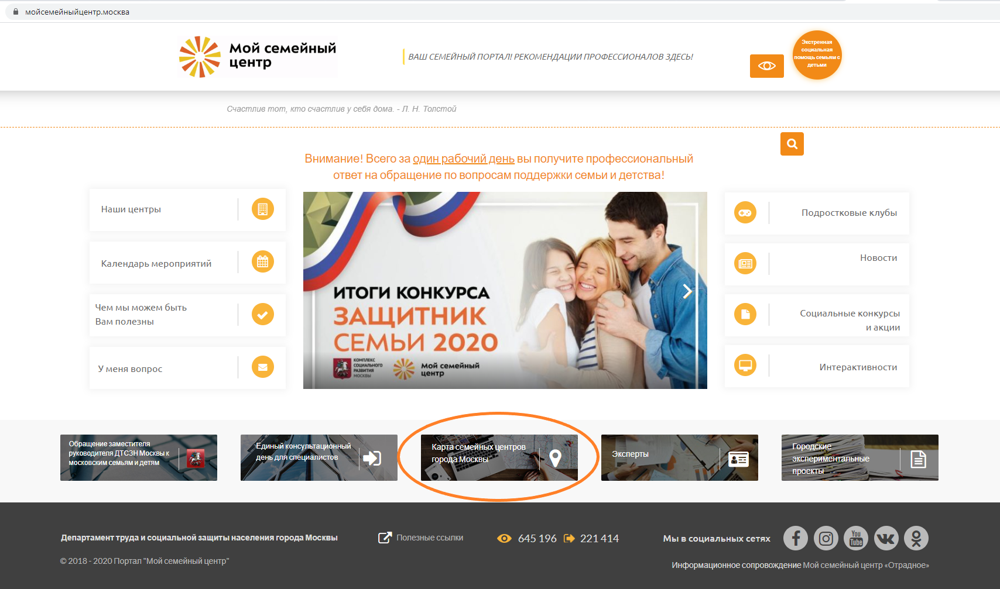 мойсемейныйцентр.москва
Мой семейный
центр
ВАШ СЕМЕЙНЫЙ ПОРТАЛ! РЕКОМЕНДАЦИИ ПРОФЕССИОНАЛОВ ЗДЕСЬ!
Экстренная
социальная
помощь семьям с
детьми
Счастлив тот, кто счастлив у себя дома. - Л. Н. Толстой
Внимание! Всего за один рабочий день вы получите профессиональный
ответ на обращение по вопросам поддержки семьи и детства!
Наши центры
Календарь мероприятий
Чем мы можем быть
Вам полезны
У меня вопрос
ИТОГИ КОНКУРСА
ЗАЩИТНИК
СЕМЬИ 2020
КОМПЛЕКС
СОЦИАЛЬНОГО
РАЗВИТИЯ
МОСКВЫ
Мой семейный
центр
Подростковые клубы
Новости
Социальные конкурсы
и акции
Интерактивности
Обращение заместителя
руководителя ДТСЗН Москвы к
московским семьям и детям
Единый консультационный
день для специалистов
Карта семейных центров
города Москвы
Эксперты
Городские
экспериментальные
проекты
Департамент труда и социальной защиты населения города Москвы
© 2018 - 2020 Портал "Мой семейный центр"
Полезные ссылки
645 196
221 414
Мы в социальных сетях
You
Tube
Информационное сопровождение Мой семейный центр «Отрадное»